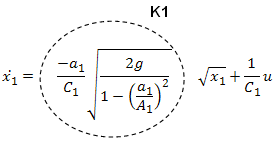 K1
ẋ₁ = (-a₁/C₁) √(2g/(1-(a₁/A₁)²)) √x₁ + (1/C₁)u